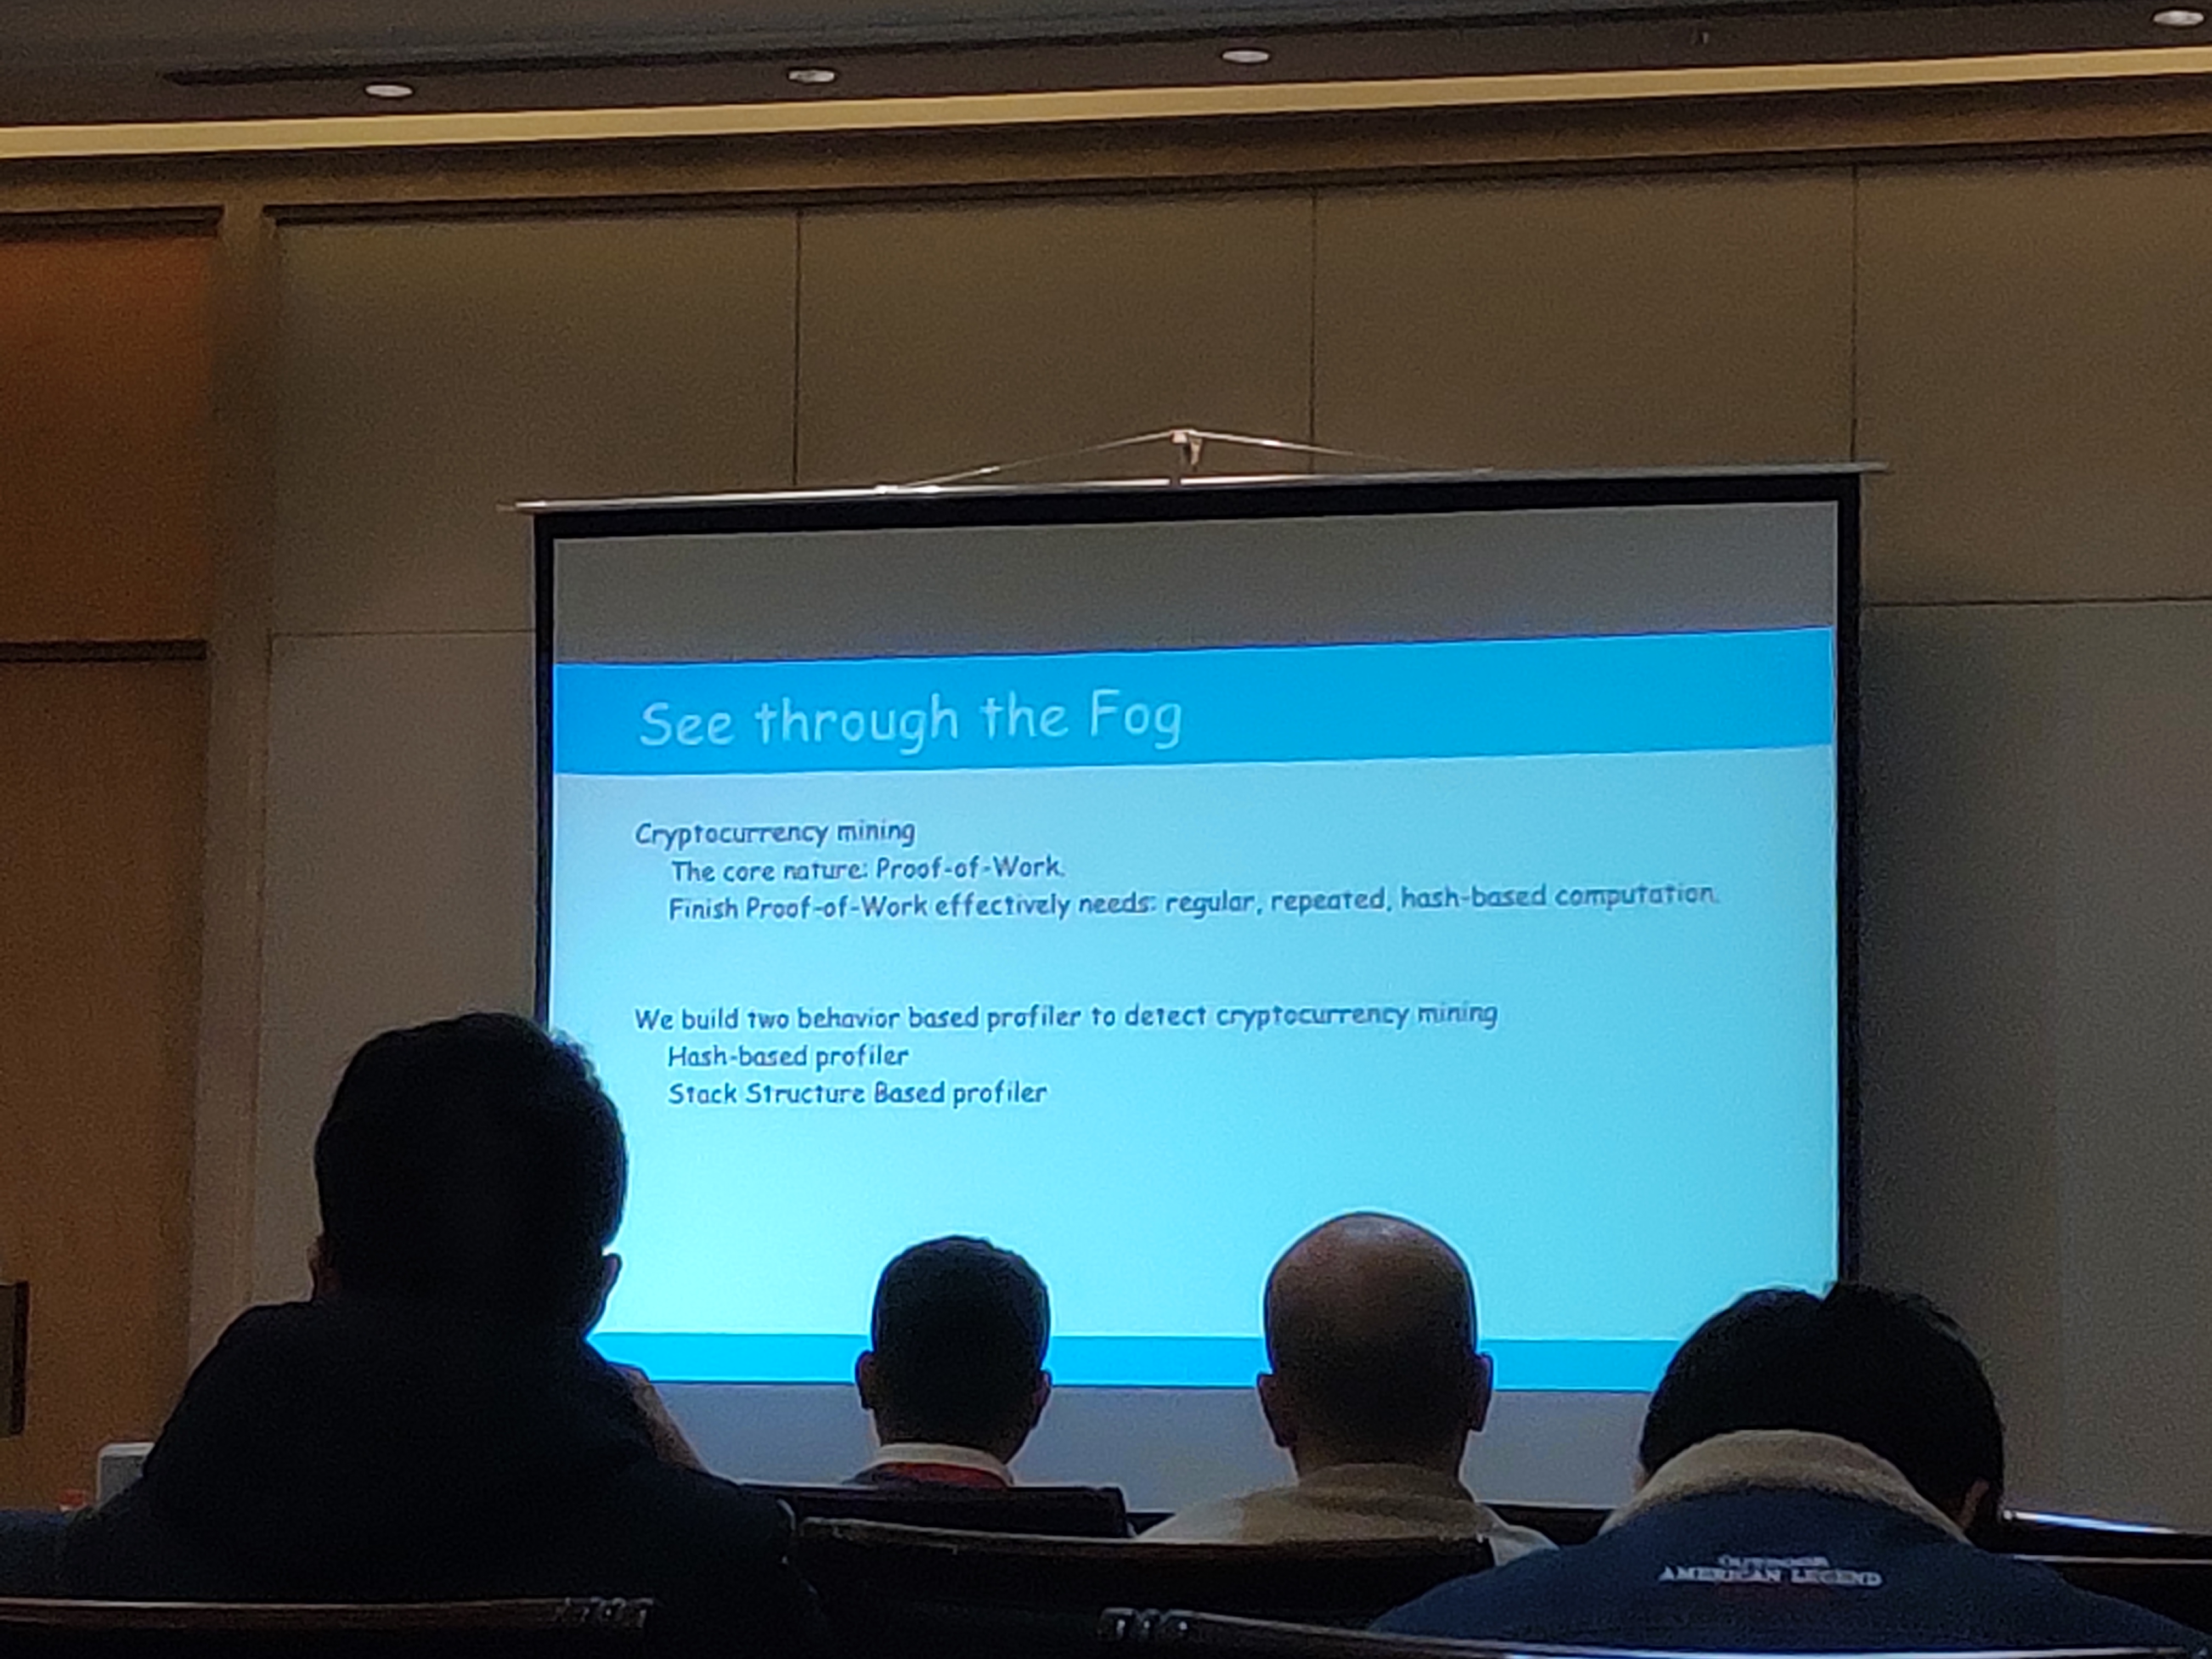 See through the Fog
Cryptocurrency mining
The core nature: Proof-of-Work.
Finish Proof-of-Work effectively needs: regular, repeated, hash-based computation.
We build two behavior based profiler to detect cryptocurrency mining
Hash-based profiler
Stack Structure Based profiler
OUTDOOR
AMERICAN LEGEND